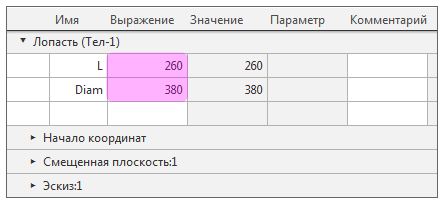 Имя Выражение Значение Параметр Комментарий
Лопасть (Тел-1)
L 260 260
Diam 380 380
Начало координат
Смещенная плоскость:1
Эскиз:1